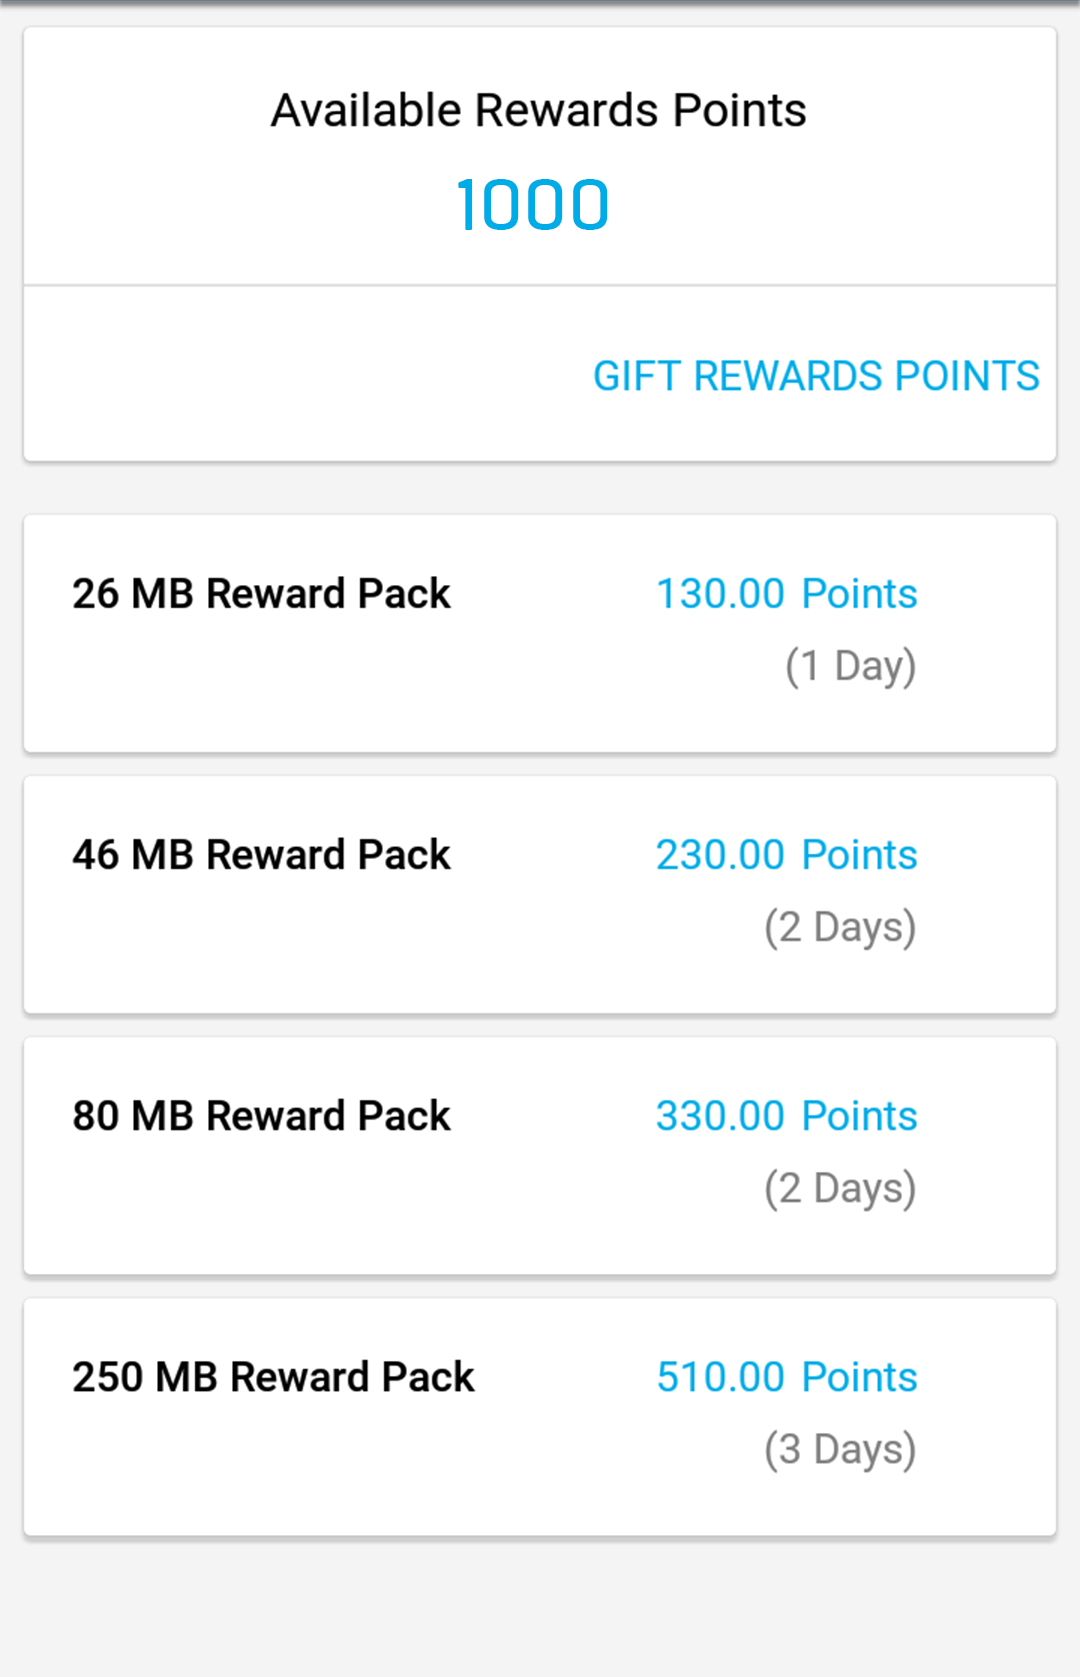 Available Rewards Points
1000
GIFT REWARDS POINTS
26 MB Reward Pack 130.00 Points
(1 Day)
46 MB Reward Pack 230.00 Points
(2 Days)
80 MB Reward Pack 330.00 Points
(2 Days)
250 MB Reward Pack 510.00 Points
(3 Days)